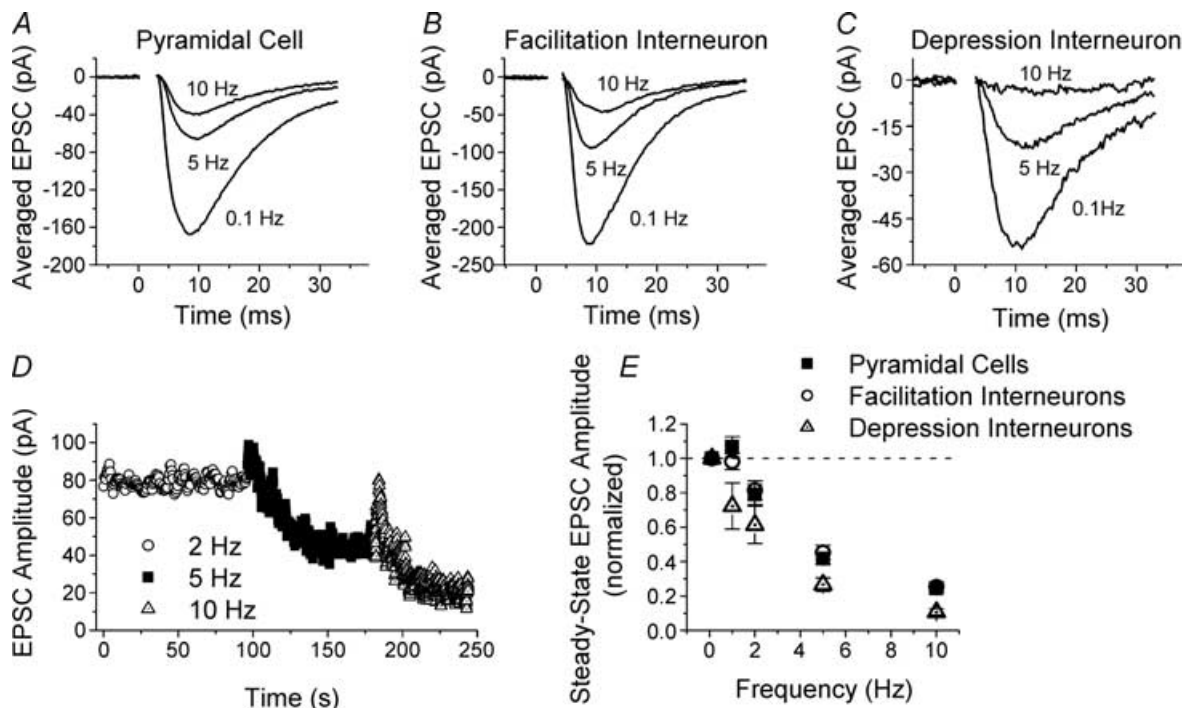 A
Pyramidal Cell
Averaged EPSC (pA)
0
-40
-80
-120
-160
-200
10 Hz
5 Hz
0.1 Hz
0 10 20 30
Time (ms)
B
Facilitation Interneuron
Averaged EPSC (pA)
0
-50
-100
-150
-200
-250
10 Hz
5 Hz
0.1 Hz
0 10 20 30
Time (ms)
C
Depression Interneuron
Averaged EPSC (pA)
0
-15
-30
-45
-60
10 Hz
5 Hz
0.1Hz
0 10 20 30
Time (ms)
D
EPSC Amplitude (pA)
100
80
60
40
20
0
2 Hz
5 Hz
10 Hz
0 50 100 150 200 250
Time (s)
E
Pyramidal Cells
Facilitation Interneurons
Depression Interneurons
Steady-State EPSC Amplitude
(normalized)
1.2
1.0
0.8
0.6
0.4
0.2
0.0
0 2 4 6 8 10
Frequency (Hz)